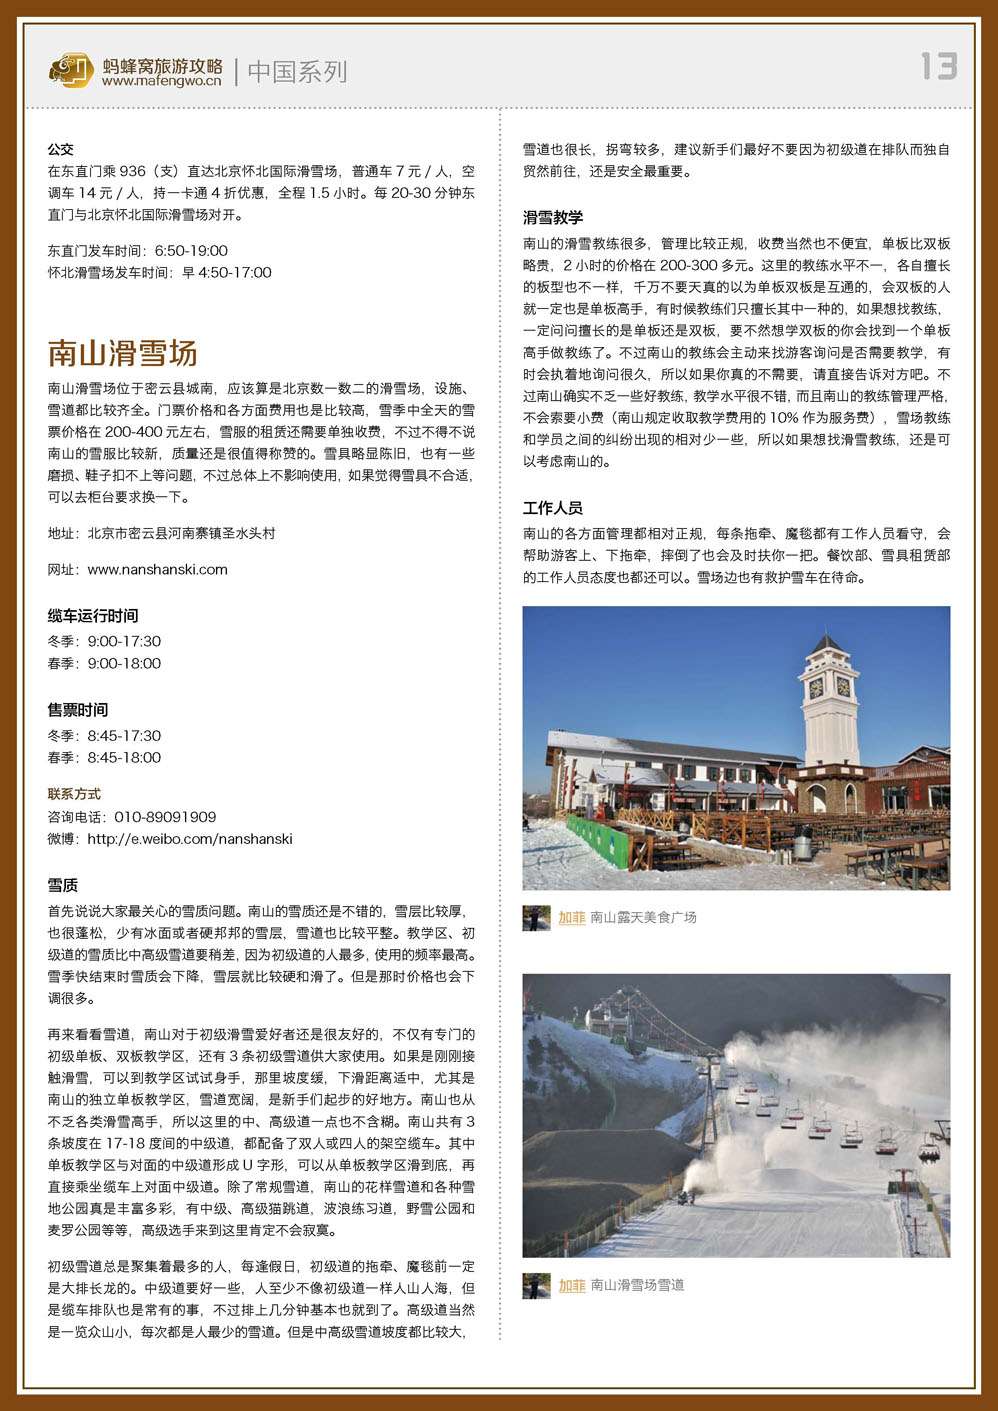 蚂蜂窝旅游攻略
www.mafengwo.cn
中国系列
13
公交
在东直门乘 936（支）直达北京怀北国际滑雪场，普通车 7 元 / 人，空
调车 14 元 / 人，持一卡通 4 折优惠，全程 1.5 小时。每 20-30 分钟东
直门与北京怀北国际滑雪场对开。
东直门发车时间：6:50-19:00
怀北滑雪场发车时间：早 4:50-17:00
南山滑雪场
南山滑雪场位于密云县城南，应该算是北京数一数二的滑雪场，设施、
雪道都比较齐全。门票价格和各方面费用也是比较高，雪季中全天的雪
票价格在 200-400 元左右，雪服的租赁还需要单独收费，不过不得不说
南山的雪服比较新，质量还是很值得称赞的。雪具略显陈旧，也有一些
磨损、鞋子扣不上等问题，不过总体上不影响使用，如果觉得雪具不合适，
可以去柜台要求换一下。
地址：北京市密云县河南寨镇圣水头村
网址：www.nanshanski.com
缆车运行时间
冬季：9:00-17:30
春季：9:00-18:00
售票时间
冬季：8:45-17:30
春季：8:45-18:00
联系方式
咨询电话：010-89091909
微博：http://e.weibo.com/nanshanski
雪质
首先说说大家最关心的雪质问题。南山的雪质还是不错的，雪层比较厚，
也很蓬松，少有冰面或者硬邦邦的雪层，雪道也比较平整。教学区、初
级道的雪质比中高级雪道要稍差，因为初级道的人最多，使用的频率最高。
雪季快结束时雪质会下降，雪层就比较硬和滑了。但是那时价格也会下
调很多。
再来看看雪道，南山对于初级滑雪爱好者还是很友好的，不仅有专门的
初级单板、双板教学区，还有 3 条初级雪道供大家使用。如果是刚刚接
触滑雪，可以到教学区试试身手，那里坡度缓，下滑距离适中，尤其是
南山的独立单板教学区，雪道宽阔，是新手们起步的好地方。南山也从
不乏各类滑雪高手，所以这里的中、高级道一点也不含糊。南山共有 3
条坡度在 17-18 度间的中级道，都配备了双人或四人的架空缆车。其中
单板教学区与对面的中级道形成 U 字形，可以从单板教学区滑到底，再
直接乘坐缆车上对面中级道。除了常规雪道，南山的花样雪道和各种雪
地公园真是丰富多彩，有中级、高级猫跳道，波浪练习道，野雪公园和
麦罗公园等等，高级选手来到这里肯定不会寂寞。
初级雪道总是聚集着最多的人，每逢假日，初级道的拖牵、魔毯前一定
是大排长龙的。中级道要好一些，人至少不像初级道一样人山人海，但
是缆车排队也是常有的事，不过排上几分钟基本也就到了。高级道当然
是一览众山小，每次都是人最少的雪道。但是中高级雪道坡度都比较大，
雪道也很长，拐弯较多，建议新手们最好不要因为初级道在排队而独自
贸然前往，还是安全最重要。
滑雪教学
南山的滑雪教练很多，管理比较正规，收费当然也不便宜，单板比双板
略贵，2 小时的价格在 200-300 多元。这里的教练水平不一，各自擅长
的板型也不一样，千万不要天真的以为单板双板是互通的，会双板的人
就一定也是单板高手，有时候教练们只擅长其中一种的，如果想找教练，
一定问问擅长的是单板还是双板，要不然想学双板的你会找到一个单板
高手做教练了。不过南山的教练会主动来找游客询问是否需要教学，有
时会执着地询问很久，所以如果你真的不需要，请直接告诉对方吧。不
过南山确实不乏一些好教练，教学水平很不错，而且南山的教练管理严格，
不会索要小费（南山规定收取教学费用的 10% 作为服务费），雪场教练
和学员之间的纠纷出现的相对少一些，所以如果想找滑雪教练，还是可
以考虑南山的。
工作人员
南山的各方面管理都相对正规，每条拖牵、魔毯都有工作人员看守，会
帮助游客上、下拖牵，摔倒了也会及时扶你一把。餐饮部、雪具租赁部
的工作人员态度也都还可以。雪场边也有救护雪车在待命。
加菲 南山露天美食广场
加菲 南山滑雪场雪道